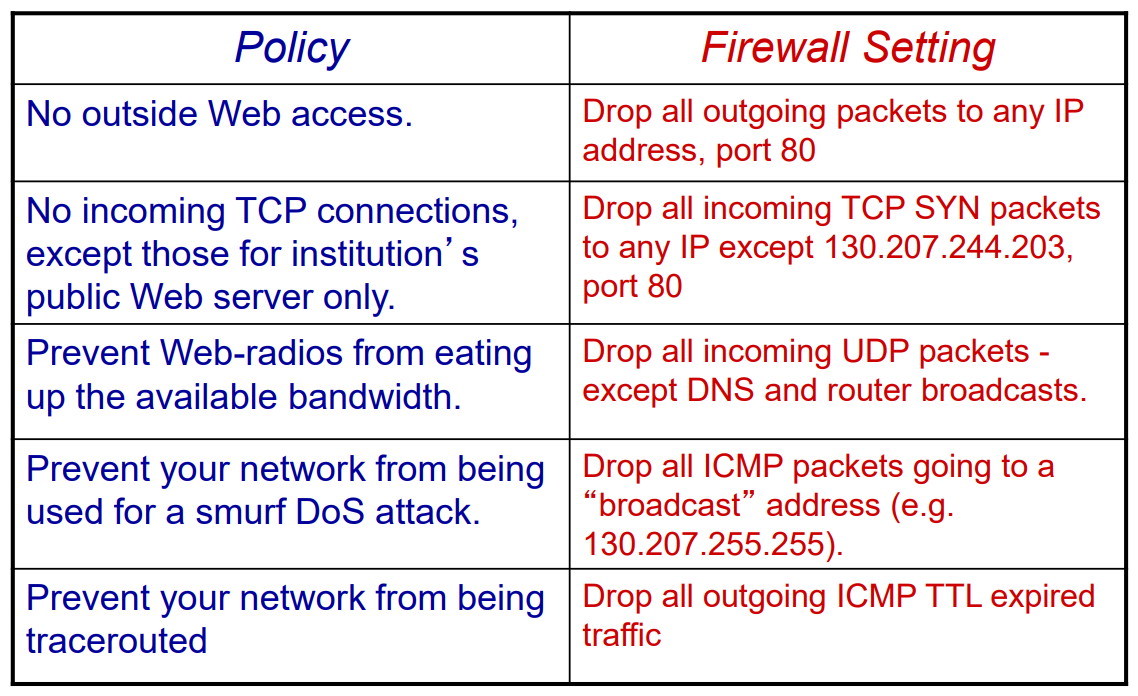 Policy
Firewall Setting
No outside Web access.
Drop all outgoing packets to any IP
address, port 80
No incoming TCP connections,
except those for institution’ s
public Web server only.
Drop all incoming TCP SYN packets
to any IP except 130.207.244.203,
port 80
Prevent Web-radios from eating
up the available bandwidth.
Drop all incoming UDP packets -
except DNS and router broadcasts.
Prevent your network from being
used for a smurf DoS attack.
Drop all ICMP packets going to a
“broadcast” address (e.g.
130.207.255.255).
Prevent your network from being
tracerouted
Drop all outgoing ICMP TTL expired
traffic